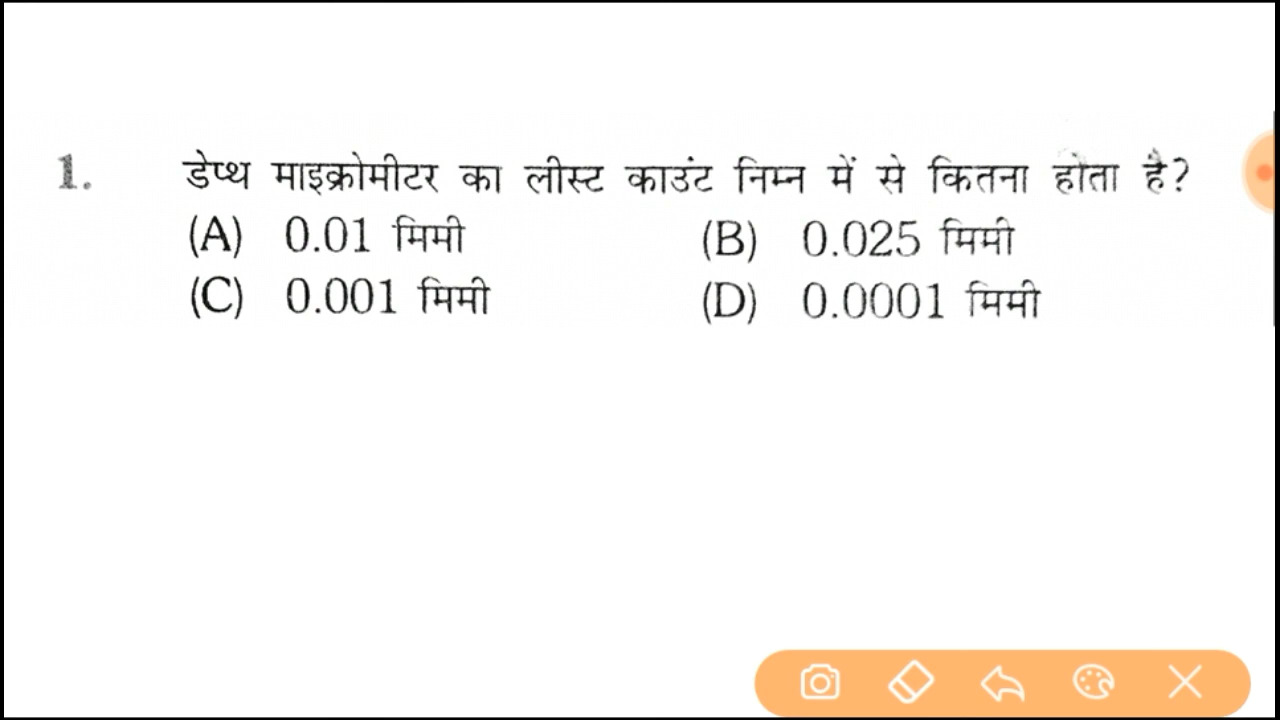 1. डेप्थ माइक्रोमीटर का लीस्ट काउंट निम्न में से कितना होता है?
(A) 0.01 मिमी (B) 0.025 मिमी
(C) 0.001 मिमी (D) 0.0001 मिमी